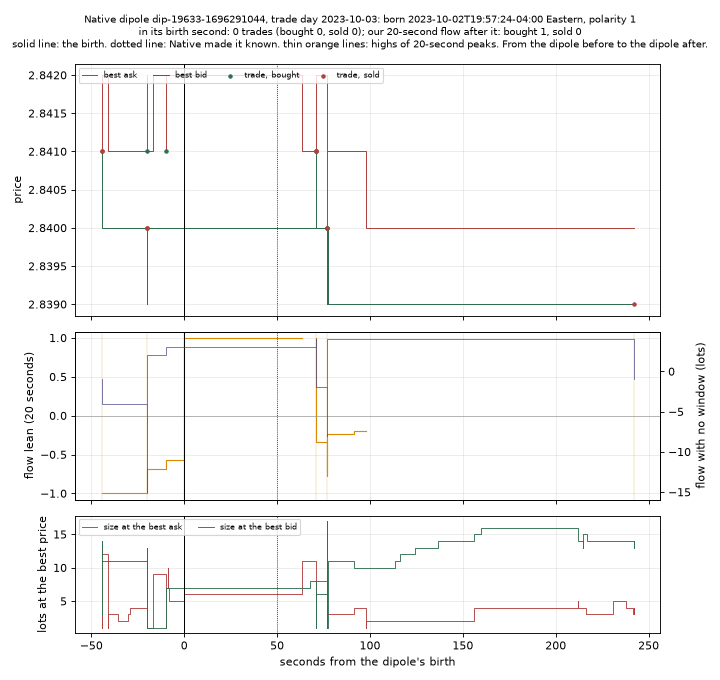 Native dipole dip-19633-1696291044, trade day 2023-10-03: born 2023-10-02T19:57:24-04:00 Eastern, polarity 1
in its birth second: 0 trades (bought 0, sold 0); our 20-second flow after it: bought 1, sold 0
solid line: the birth. dotted line: Native made it known. thin orange lines: highs of 20-second peaks. From the dipole before to the dipole after.
best ask best bid trade, bought trade, sold
2.8420
2.8415
2.8410
2.8405
2.8400
2.8395
2.8390
price
1.0
0.5
0.0
−0.5
−1.0
flow lean (20 seconds)
0
−5
−10
−15
flow with no window (lots)
size at the best ask size at the best bid
15
10
5
lots at the best price
−50 0 50 100 150 200 250
seconds from the dipole's birth